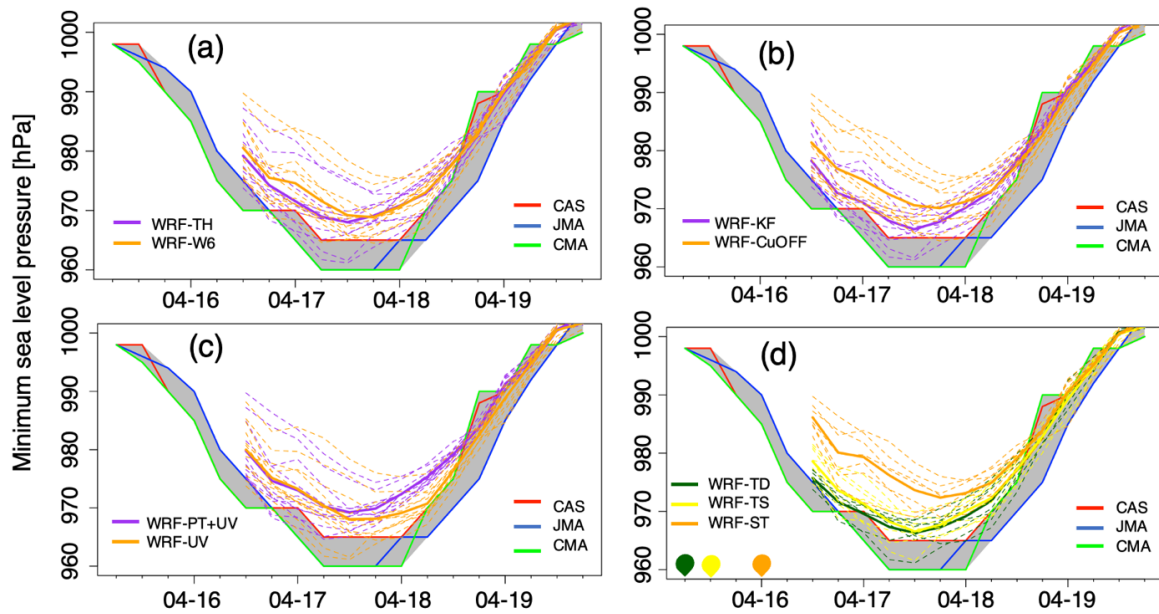 Minimum sea level pressure [hPa]
(a)
1000
990
980
970
960
WRF-TH
WRF-W6
CAS
JMA
CMA
04-16
04-17
04-18
04-19
(b)
1000
990
980
970
960
WRF-KF
WRF-CuOFF
CAS
JMA
CMA
04-16
04-17
04-18
04-19
(c)
1000
990
980
970
960
WRF-PT+UV
WRF-UV
CAS
JMA
CMA
04-16
04-17
04-18
04-19
(d)
1000
990
980
970
960
WRF-TD
WRF-TS
WRF-ST
CAS
JMA
CMA
04-16
04-17
04-18
04-19